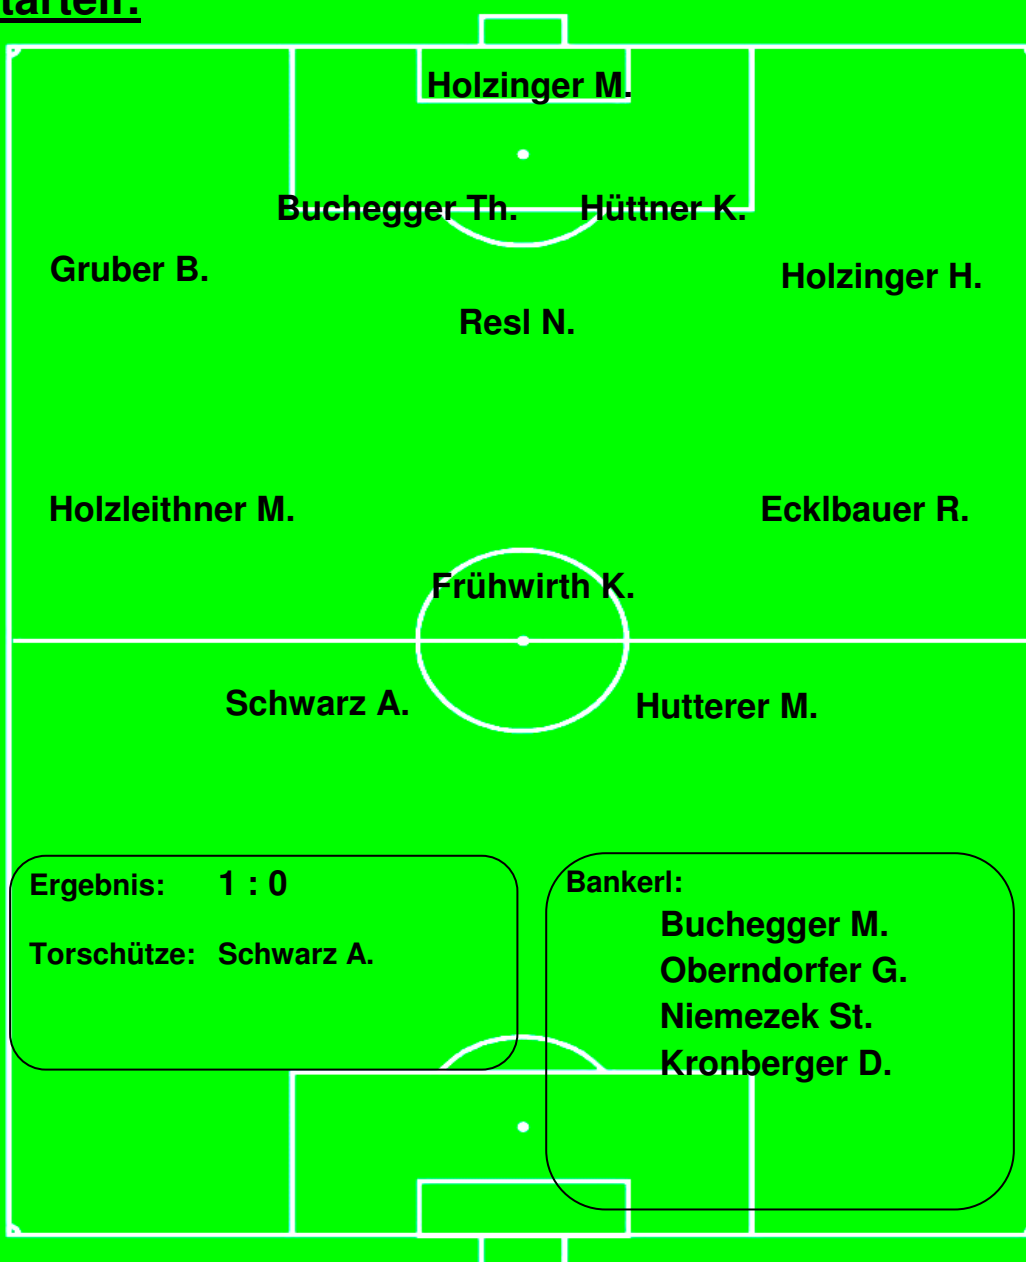 Holzinger M.
Buchegger Th. Hüttner K.
Gruber B. Holzinger H.
Resl N.
Holzleithner M. Ecklbauer R.
Frühwirth K.
Schwarz A. Hutterer M.
Ergebnis: 1 : 0
Torschütze: Schwarz A.
Bankerl:
Buchegger M.
Oberndorfer G.
Niemezek St.
Kronberger D.